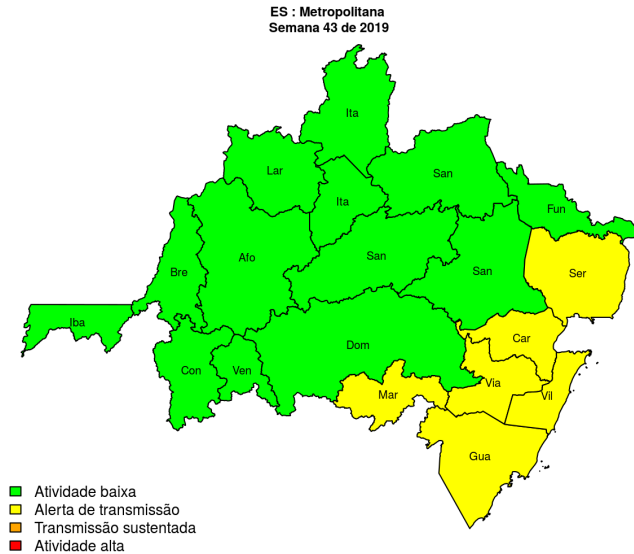 ES : Metropolitana
Semana 43 de 2019
Ita
Lar
San
Ita
Fun
Afo
San
Bre
San
Ser
Iba
Car
Dom
Con
Ven
Via
Mar
Vil
Gua
Atividade baixa
Alerta de transmissão
Transmissão sustentada
Atividade alta